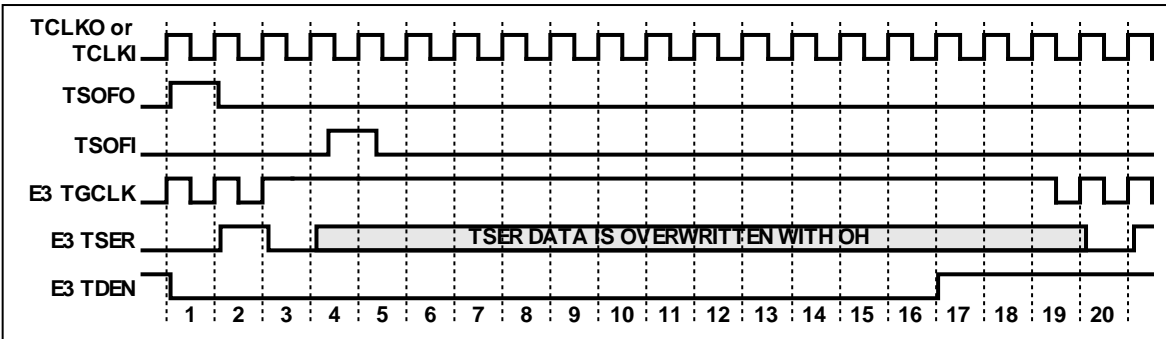 TCLKO or
TCLKI
TSOFO
TSOFI
E3 TGCLK
E3 TSER
TSER DATA IS OVERWRITTEN WITH OH
E3 TDEN
1 2 3 4 5 6 7 8 9 10 11 12 13 14 15 16 17 18 19 20